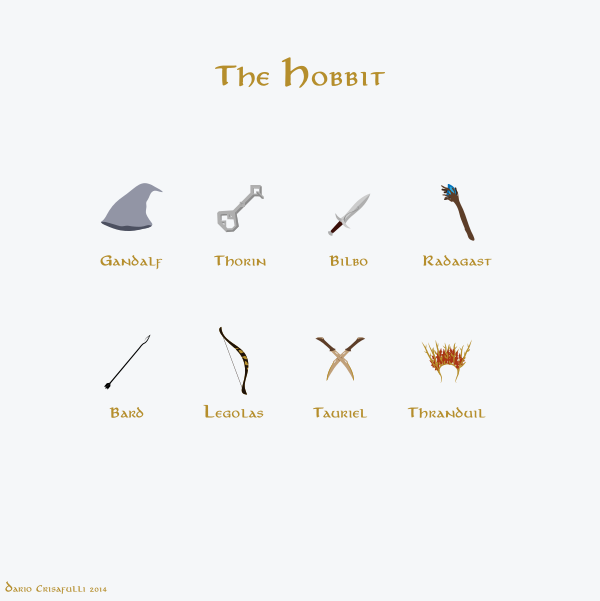 The Hobbit
Gandalf Thorin Bilbo Radagast
Bard Legolas Tauriel Thranduil
Dario Crisafulli 2014